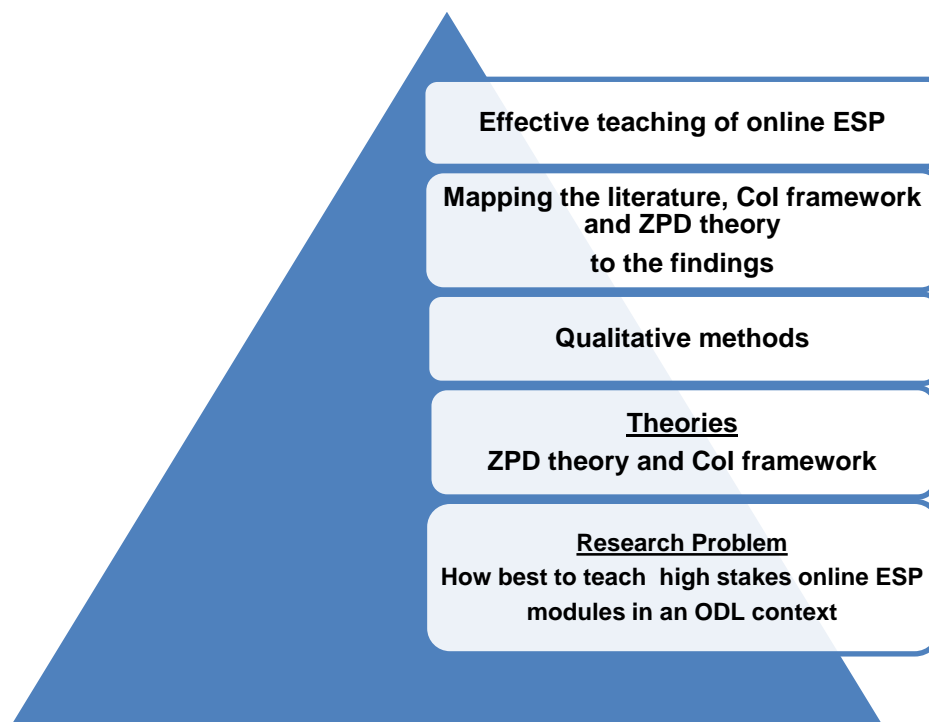 Effective teaching of online ESP
Mapping the literature, CoI framework
and ZPD theory
to the findings
Qualitative methods
Theories
ZPD theory and CoI framework
Research Problem
How best to teach  high stakes online ESP
modules in an ODL context